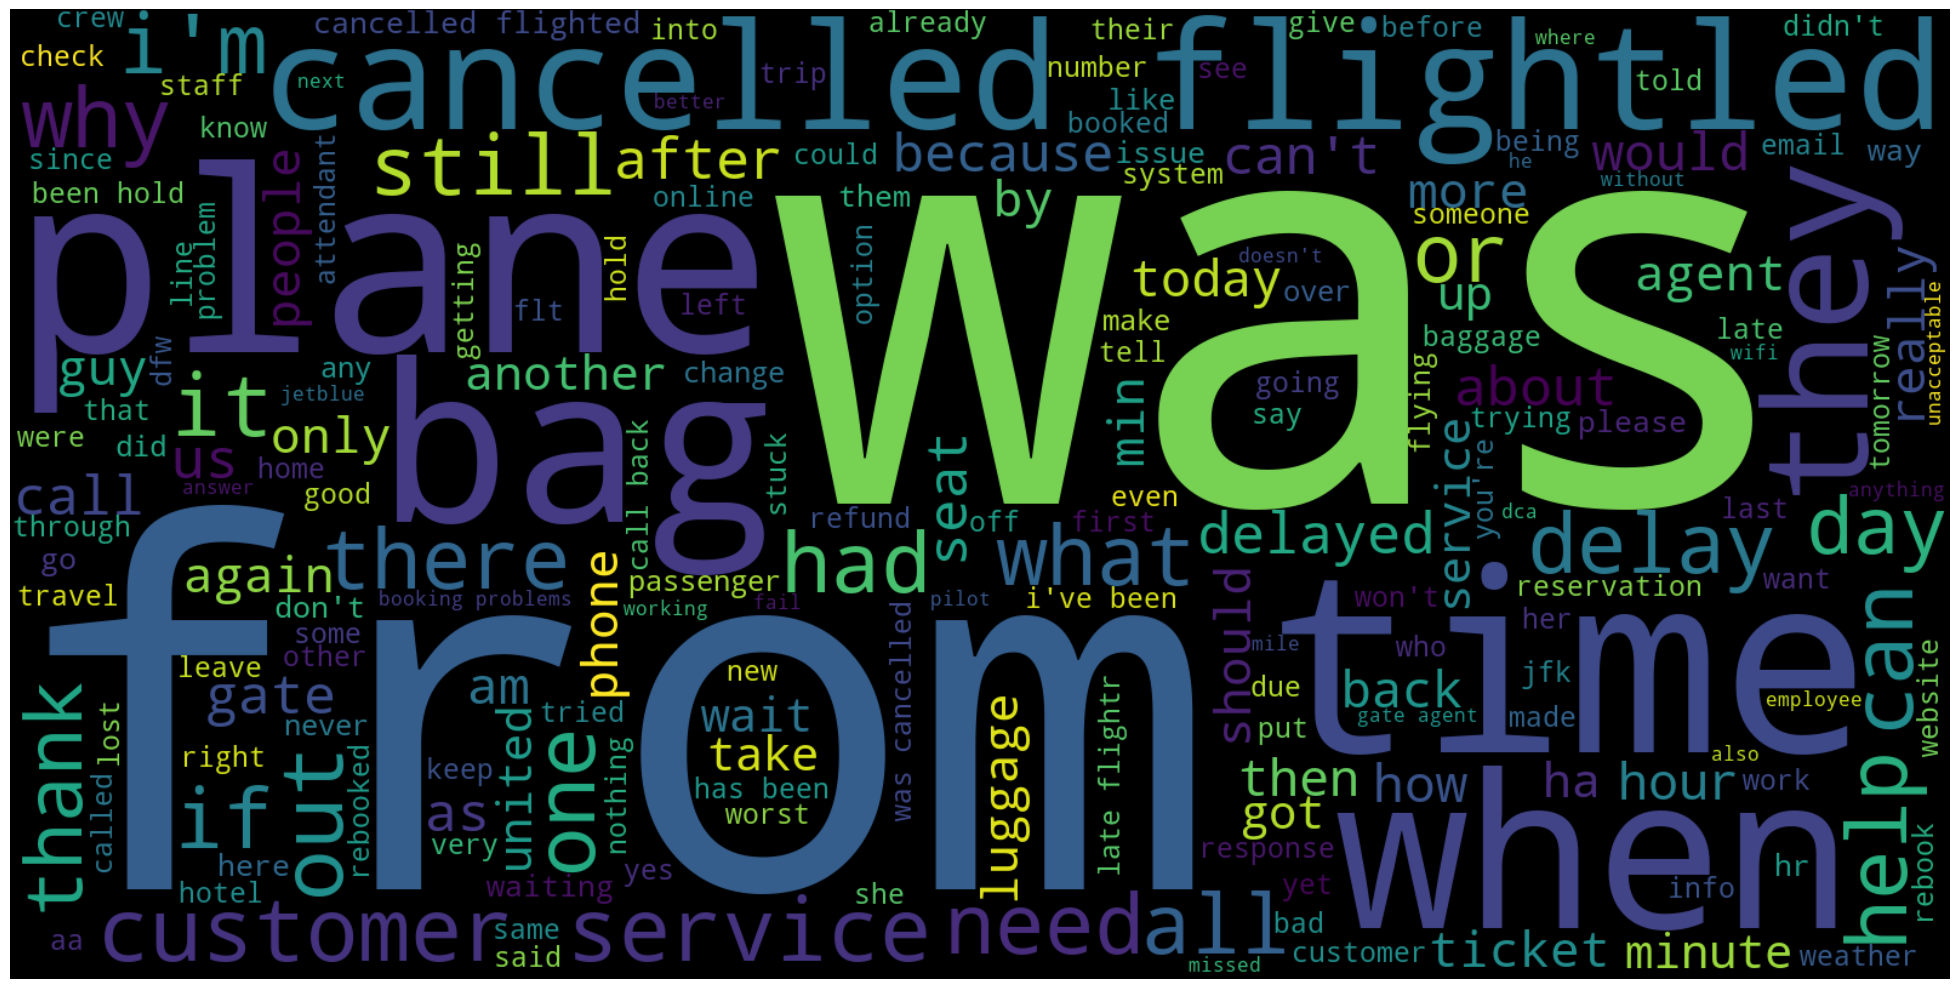 crew
cancelled flighted
into
already
their
give
before
where
didn't
check
i'm
cancelled flightled
staff
next
trip
better
number
see
told
why
know
like
booked
since
people
attendant
still
after
could
because
issue
can't
being
he
would
email
way
been hold
online
them
by
system
more
without
someone
plane
was
they
line
problem
getting
hold
flt
left
option
today
doesn't
over
or
up
agent
really
unacceptable
make
tell
baggage
late
wifi
guy
dfw
any
jetblue
another
change
going
flying
about
tomorrow
that
it
bag
min
say
trying
please
were
did
us
only
home
call back
stuck
seat
service
you're
answer
good
call
even
anything
through
refund
off
first
dca
last
day
from
there
had
what
delayed
delay
go
again
phone
passenger
travel
don't
booking problems
working
fail
pilot
i've been
should
won't
reservation
want
can
time
some
other
her
mile
who
leave
new
jfk
thank
lost
gate
am
tried
wait
luggage
late flightr
due
back
website
never
was cancelled
put
gate agent
made
employee
out
right
rebooked
keep
united
one
nothing
take
has been
also
called
if
as
worst
then
how
ha
hour
work
help
very
got
when
here
response
hr
rebook
hotel
waiting
yes
she
yet
info
customer service
need
all
same
bad
aa
said
missed
customer
ticket
minute
weather